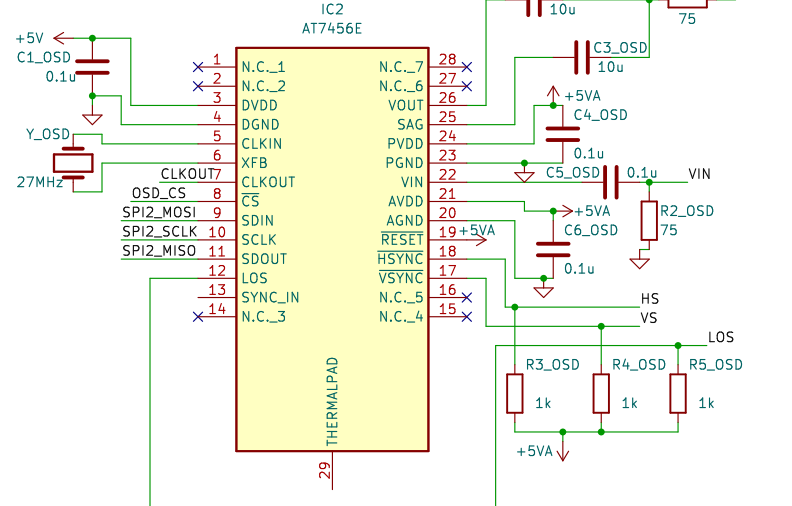 IC2
AT7456E
10u
75
+5V
C1_OSD
0.1u
C3_OSD
10u
+5VA
C4_OSD
0.1u
Y_OSD
27MHz
CLKOUT
OSD_CS
SPI2_MOSI
SPI2_SCLK
SPI2_MISO
1 N.C._1
2 N.C._2
3 DVDD
4 DGND
5 CLKIN
6 XFB
7 CLKOUT
8 CS
9 SDIN
10 SCLK
11 SDOUT
12 LOS
13 SYNC_IN
14 N.C._3
N.C._7 28
N.C._6 27
VOUT 26
SAG 25
PVDD 24
PGND 23
VIN 22
AVDD 21
AGND 20
RESET 19
HSYNC 18
VSYNC 17
N.C._5 16
N.C._4 15
THERMALPAD
29
C5_OSD
0.1u
VIN
R2_OSD
75
+5VA
C6_OSD
0.1u
+5VA
HS
VS
LOS
R3_OSD
1k
R4_OSD
1k
R5_OSD
1k
+5VA